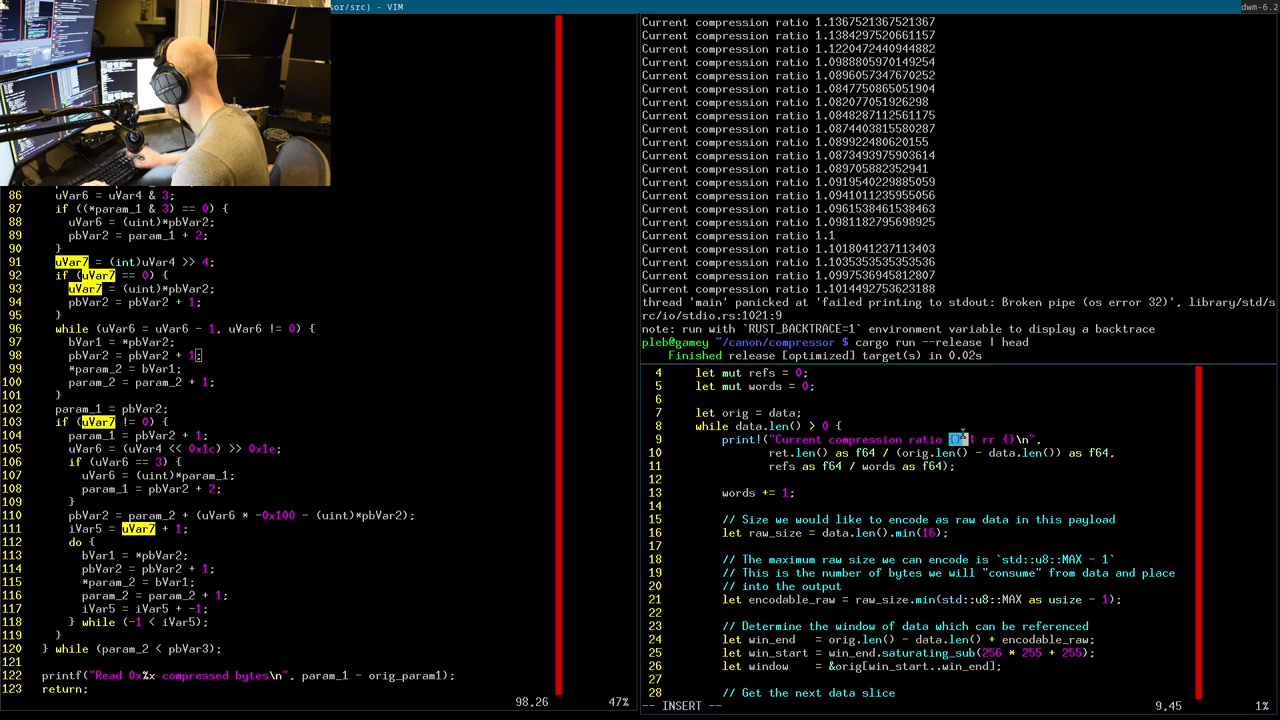 sor/src) - VIM
dwm-6.2
86 uVar6 = uVar4 & 3;
87 if ((*param_1 & 3) == 0) {
88 uVar6 = (uint)*pbVar2;
89 pbVar2 = param_1 + 2;
90 }
91 uVar7 = (int)uVar4 >> 4;
92 if (uVar7 == 0) {
93 uVar7 = (uint)*pbVar2;
94 pbVar2 = pbVar2 + 1;
95 }
96 while (uVar6 = uVar6 - 1, uVar6 != 0) {
97 bVar1 = *pbVar2;
98 pbVar2 = pbVar2 + 1;
99 *param_2 = bVar1;
100 param_2 = param_2 + 1;
101 }
102 param_1 = pbVar2;
103 if (uVar7 != 0) {
104 param_1 = pbVar2 + 1;
105 uVar6 = (uVar4 << 0x1c) >> 0x1e;
106 if (uVar6 == 3) {
107 uVar6 = (uint)*param_1;
108 param_1 = pbVar2 + 2;
109 }
110 pbVar2 = param_2 + (uVar6 * -0x100 - (uint)*pbVar2);
111 iVar5 = uVar7 + 1;
112 do {
113 bVar1 = *pbVar2;
114 pbVar2 = pbVar2 + 1;
115 *param_2 = bVar1;
116 param_2 = param_2 + 1;
117 iVar5 = iVar5 + -1;
118 } while (-1 < iVar5);
119 }
120 } while (param_2 < pbVar3);
121
122 printf("Read 0x%x compressed bytes\n", param_1 - orig_param1);
123 return;
98,26 47%
Current compression ratio 1.1367521367521367
Current compression ratio 1.1384297520661157
Current compression ratio 1.1220472440944882
Current compression ratio 1.0988805970149254
Current compression ratio 1.0896057347670252
Current compression ratio 1.0847750865051904
Current compression ratio 1.082077051926298
Current compression ratio 1.0848287112561175
Current compression ratio 1.0874403815580287
Current compression ratio 1.089922480620155
Current compression ratio 1.0873493975903614
Current compression ratio 1.089705882352941
Current compression ratio 1.0919540229885059
Current compression ratio 1.0941011235955056
Current compression ratio 1.0961538461538463
Current compression ratio 1.0981182795698925
Current compression ratio 1.1
Current compression ratio 1.1018041237113403
Current compression ratio 1.1035353535353536
Current compression ratio 1.0997536945812807
Current compression ratio 1.1014492753623188
thread 'main' panicked at 'failed printing to stdout: Broken pipe (os error 32)', library/std/s
rc/io/stdio.rs:1021:9
note: run with `RUST_BACKTRACE=1` environment variable to display a backtrace
pleb@gamey ~/canon/compressor $ cargo run --release | head
Finished release [optimized] target(s) in 0.02s
4 let mut refs = 0;
5 let mut words = 0;
6
7 let orig = data;
8 while data.len() > 0 {
9 print!("Current compression ratio {} | rr {}\n",
10 ret.len() as f64 / (orig.len() - data.len()) as f64,
11 refs as f64 / words as f64);
12
13 words += 1;
14
15 // Size we would like to encode as raw data in this payload
16 let raw_size = data.len().min(16);
17
18 // The maximum raw size we can encode is `std::u8::MAX - 1`
19 // This is the number of bytes we will "consume" from data and place
20 // into the output
21 let encodable_raw = raw_size.min(std::u8::MAX as usize - 1);
22
23 // Determine the window of data which can be referenced
24 let win_end = orig.len() - data.len() + encodable_raw;
25 let win_start = win_end.saturating_sub(256 * 255 + 255);
26 let window = &orig[win_start..win_end];
27
28 // Get the next data slice
-- INSERT -- 9,45 1%